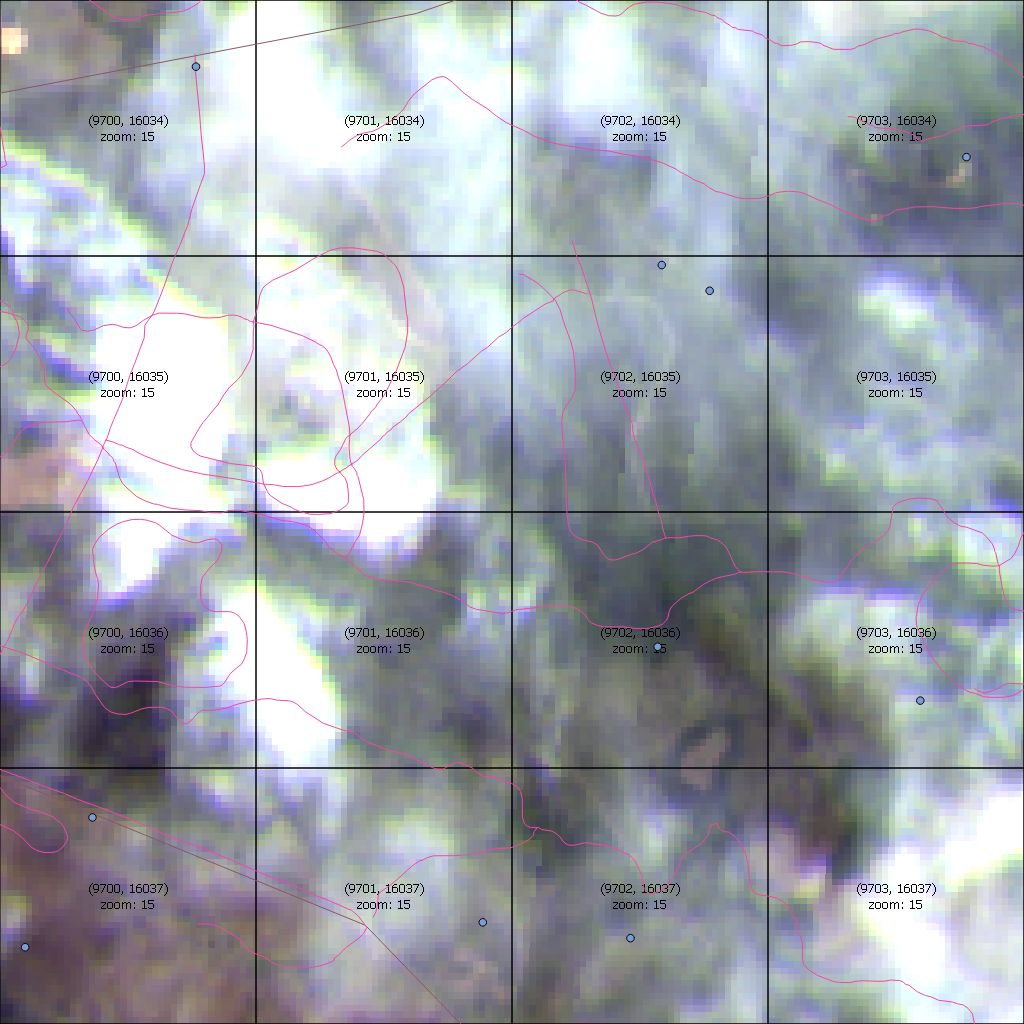 (9700, 16034)
zoom: 15
(9701, 16034)
zoom: 15
(9702, 16034)
zoom: 15
(9703, 16034)
zoom: 15
(9700, 16035)
zoom: 15
(9701, 16035)
zoom: 15
(9702, 16035)
zoom: 15
(9703, 16035)
zoom: 15
(9700, 16036)
zoom: 15
(9701, 16036)
zoom: 15
(9702, 16036)
zoom: 15
(9703, 16036)
zoom: 15
(9700, 16037)
zoom: 15
(9701, 16037)
zoom: 15
(9702, 16037)
zoom: 15
(9703, 16037)
zoom: 15